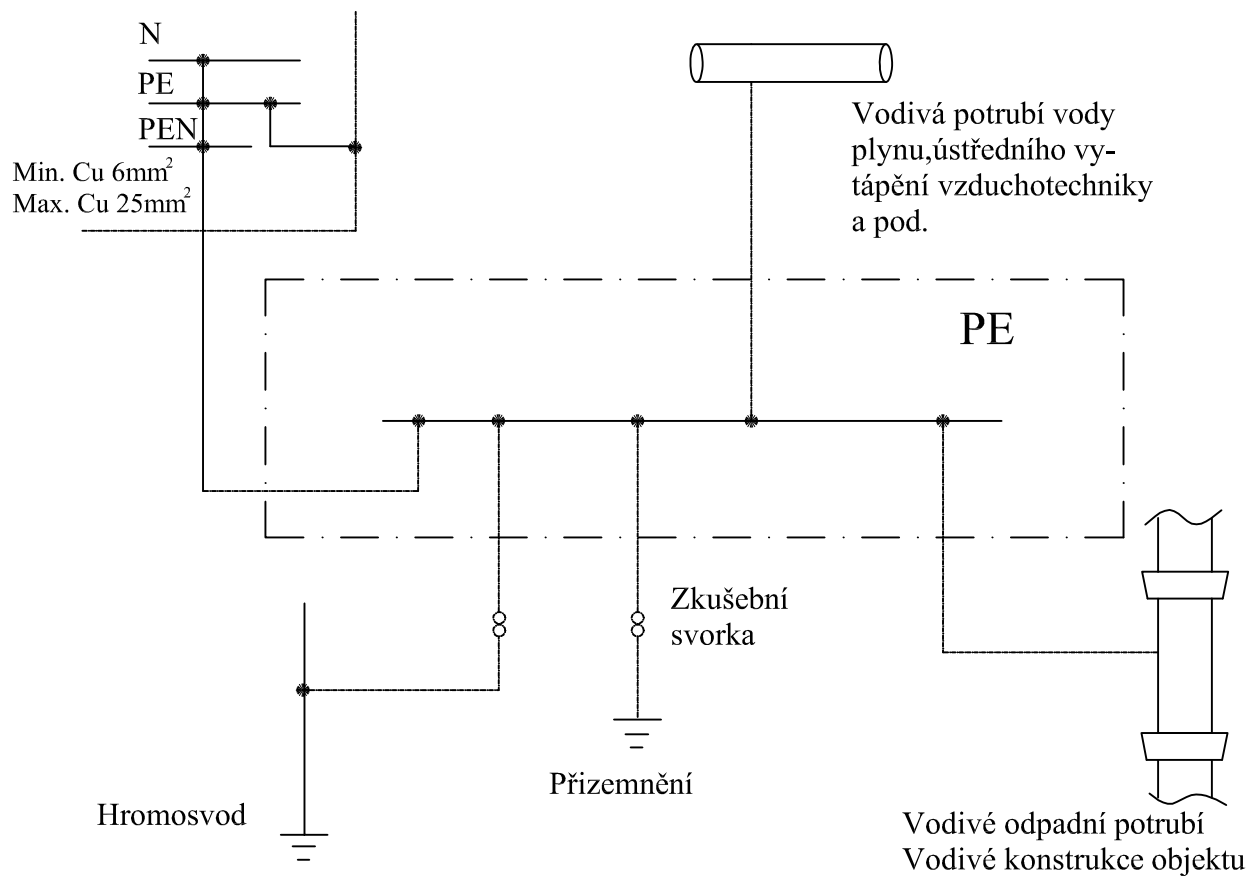 N
PE
PEN
Min. Cu 6mm²
Max. Cu 25mm²
Vodivá potrubí vody
plynu,ústředního vy-
tápění vzduchotechniky
a pod.
PE
Zkušební
svorka
Přizemnění
Hromosvod
Vodivé odpadní potrubí
Vodivé konstrukce objektu